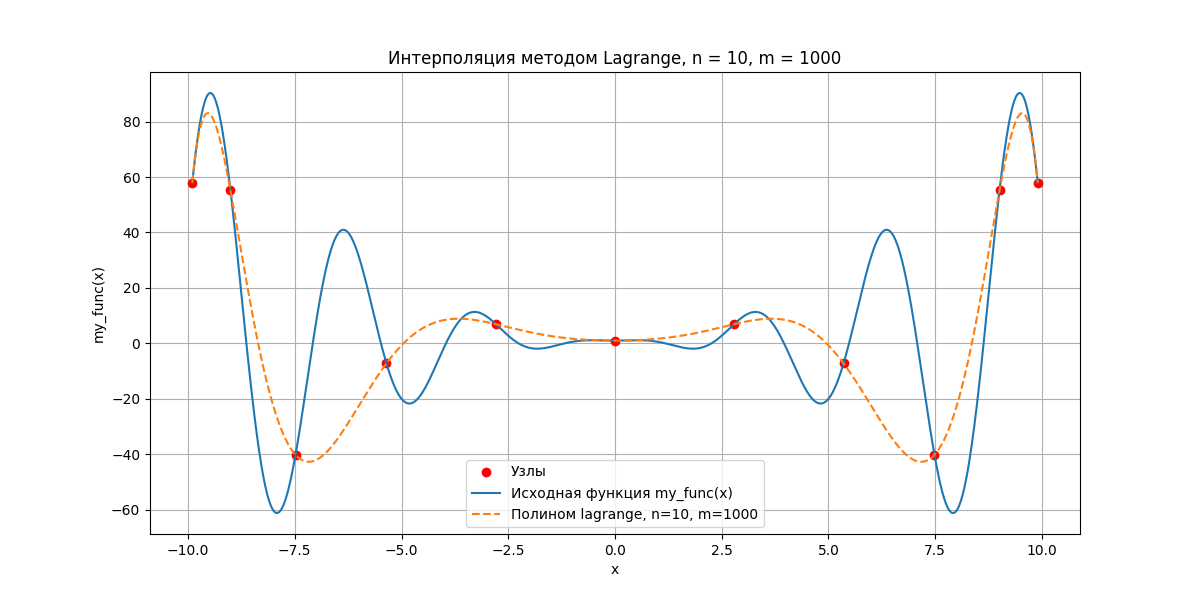 Интерполяция методом Lagrange, n = 10, m = 1000
my_func(x)
80
60
40
20
0
−20
−40
−60
Узлы
Исходная функция my_func(x)
Полином lagrange, n=10, m=1000
−10.0 −7.5 −5.0 −2.5 0.0 2.5 5.0 7.5 10.0
x